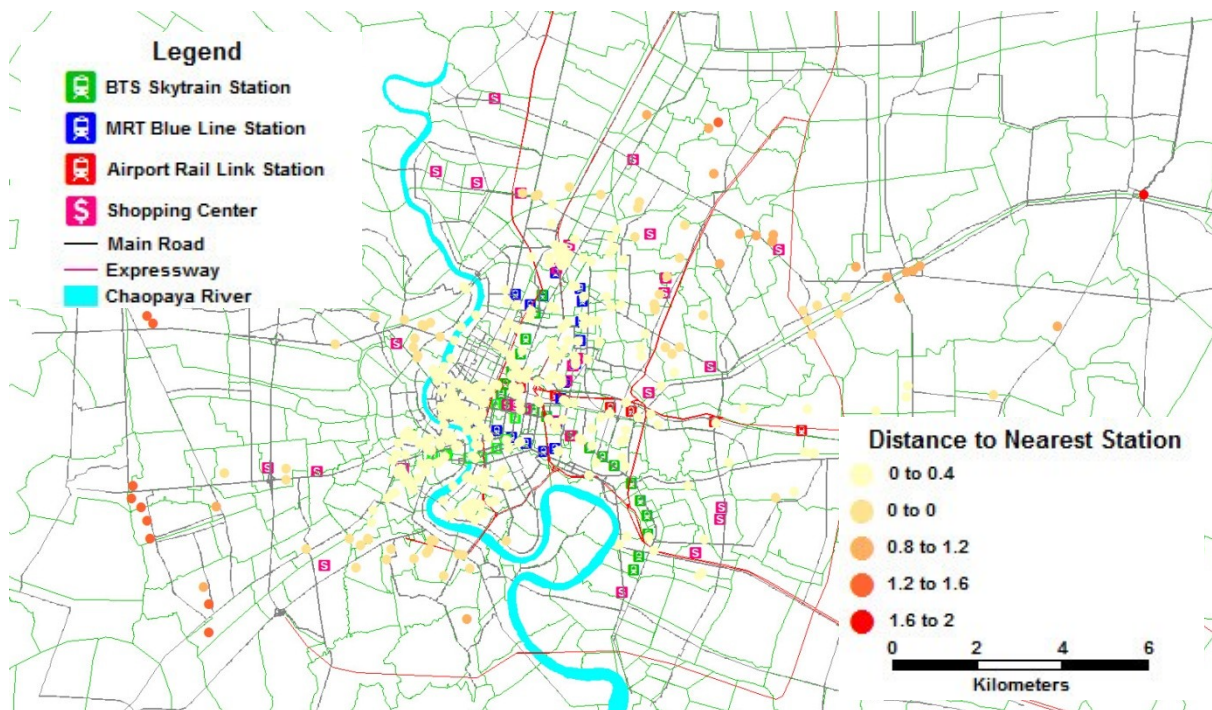 Legend
BTS Skytrain Station
MRT Blue Line Station
Airport Rail Link Station
$ Shopping Center
Main Road
Expressway
Chaopaya River
Distance to Nearest Station
0 to 0.4
0 to 0
0.8 to 1.2
1.2 to 1.6
1.6 to 2
0 2 4 6
Kilometers